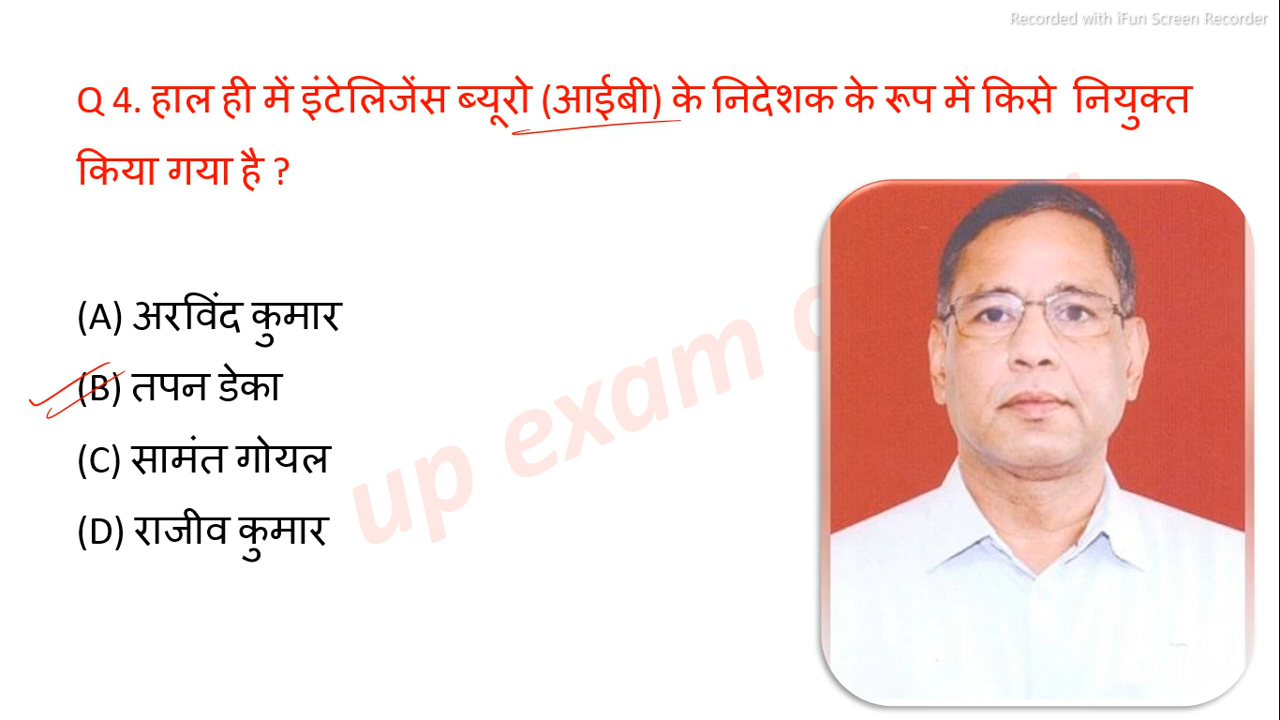 Recorded with iFun Screen Recorder
Q 4. हाल ही में इंटेलिजेंस ब्यूरो (आईबी) के निदेशक के रूप में किसे नियुक्त
किया गया है ?
(A) अरविंद कुमार
(B) तपन डेका
(C) सामंत गोयल
(D) राजीव कुमार
up exam